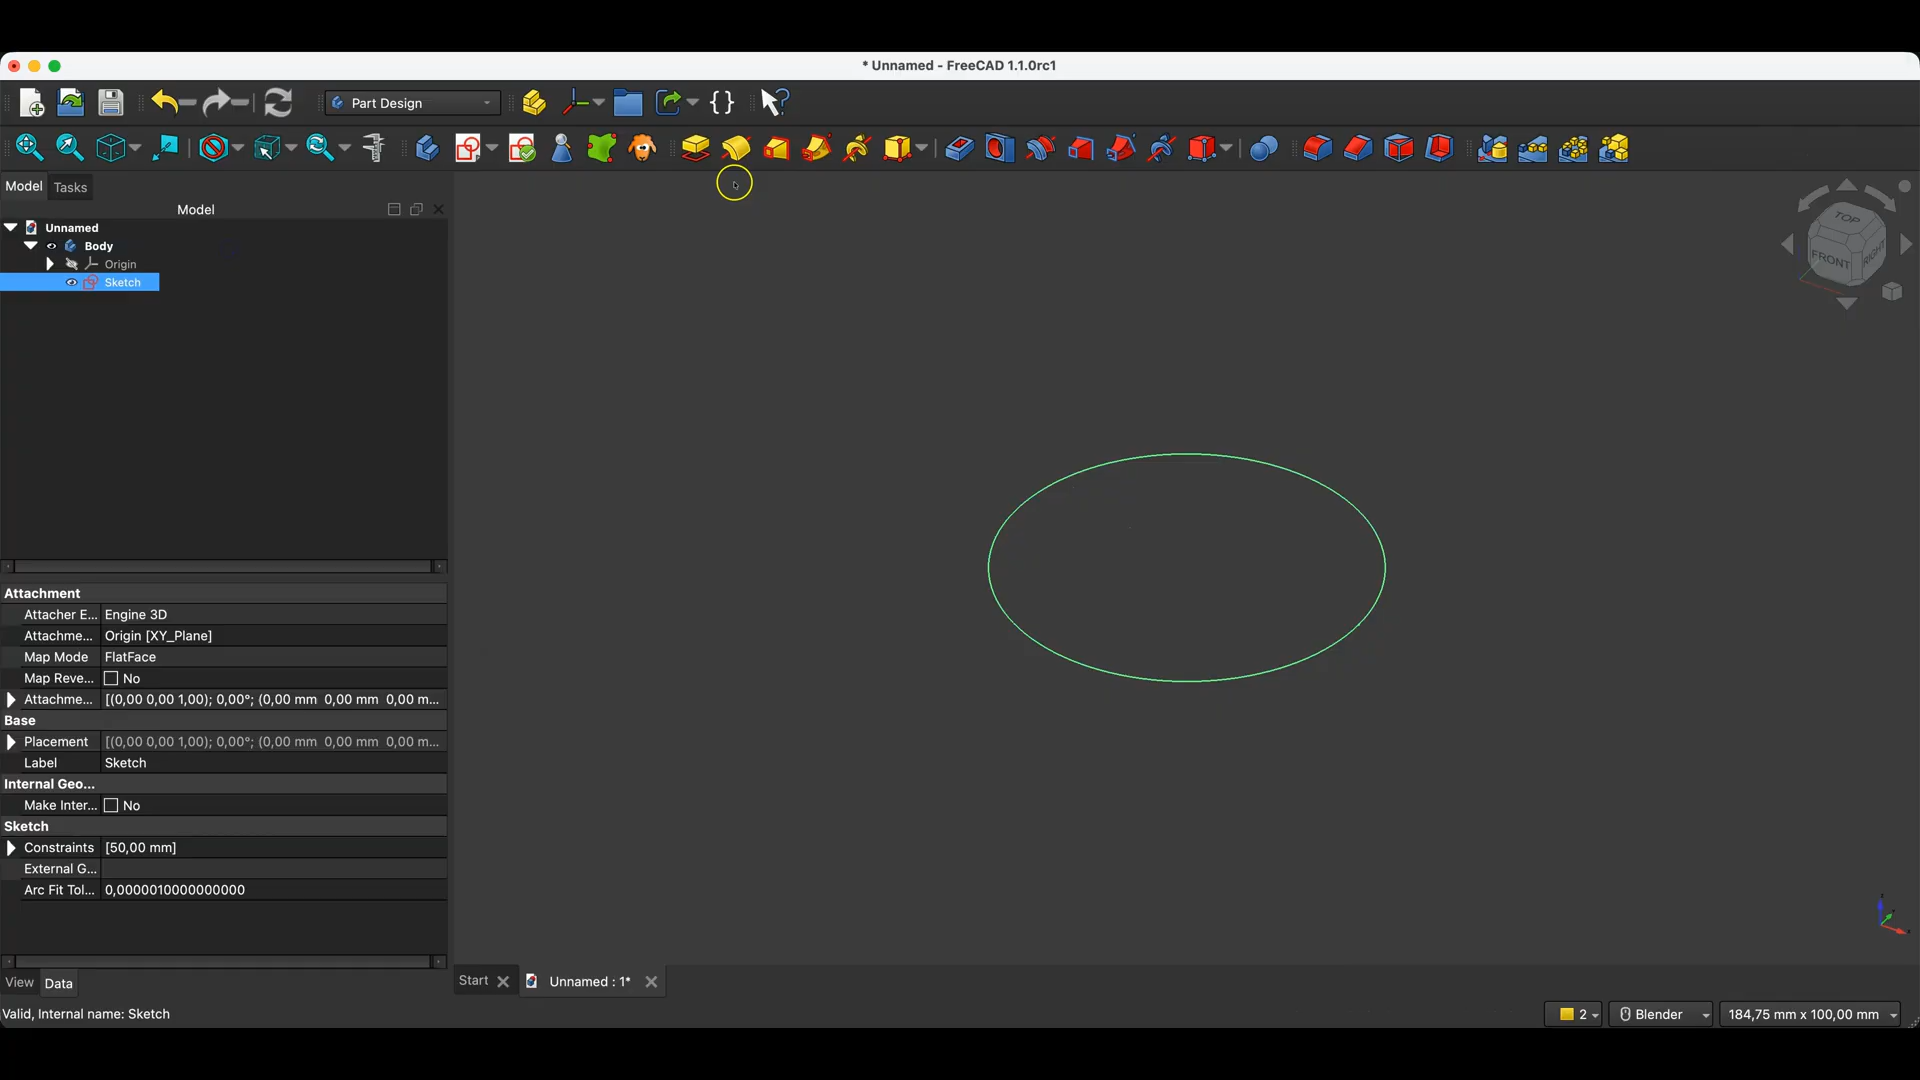 * Unnamed - FreeCAD 1.1.0rc1
Part Design
Model
Tasks
Model
Unnamed
Body
Origin
Sketch
TOP
FRONT
RIGHT
Attachment
Attacher E... Engine 3D
Attachme... Origin [XY_Plane]
Map Mode FlatFace
Map Reve... No
Attachme... [(0,00 0,00 1,00); 0,00°; (0,00 mm 0,00 mm 0,00 m...
Base
Placement [(0,00 0,00 1,00); 0,00°; (0,00 mm 0,00 mm 0,00 m...
Label Sketch
Internal Geo...
Make Inter... No
Sketch
Constraints [50,00 mm]
External G...
Arc Fit Tol... 0,0000010000000000
View Data
Start
Unnamed : 1*
Valid, Internal name: Sketch
2
Blender
184,75 mm x 100,00 mm